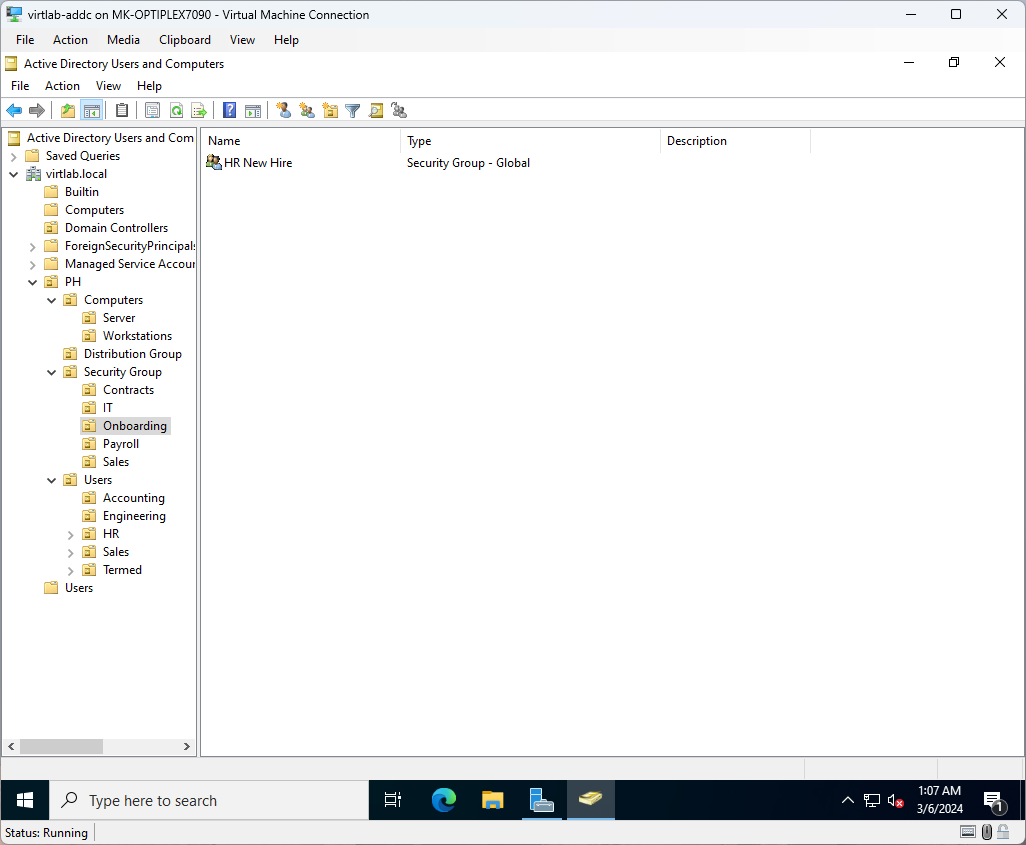 virtlab-addc on MK-OPTIPLEX7090 - Virtual Machine Connection
File Action Media Clipboard View Help
Active Directory Users and Computers
File Action View Help
Active Directory Users and Com
Saved Queries
virtlab.local
Builtin
Computers
Domain Controllers
ForeignSecurityPrincipals
Managed Service Accour
PH
Computers
Server
Workstations
Distribution Group
Security Group
Contracts
IT
Onboarding
Payroll
Sales
Users
Accounting
Engineering
HR
Sales
Termed
Users
Name Type Description
HR New Hire Security Group - Global
Type here to search
1:07 AM
3/6/2024
1
Status: Running